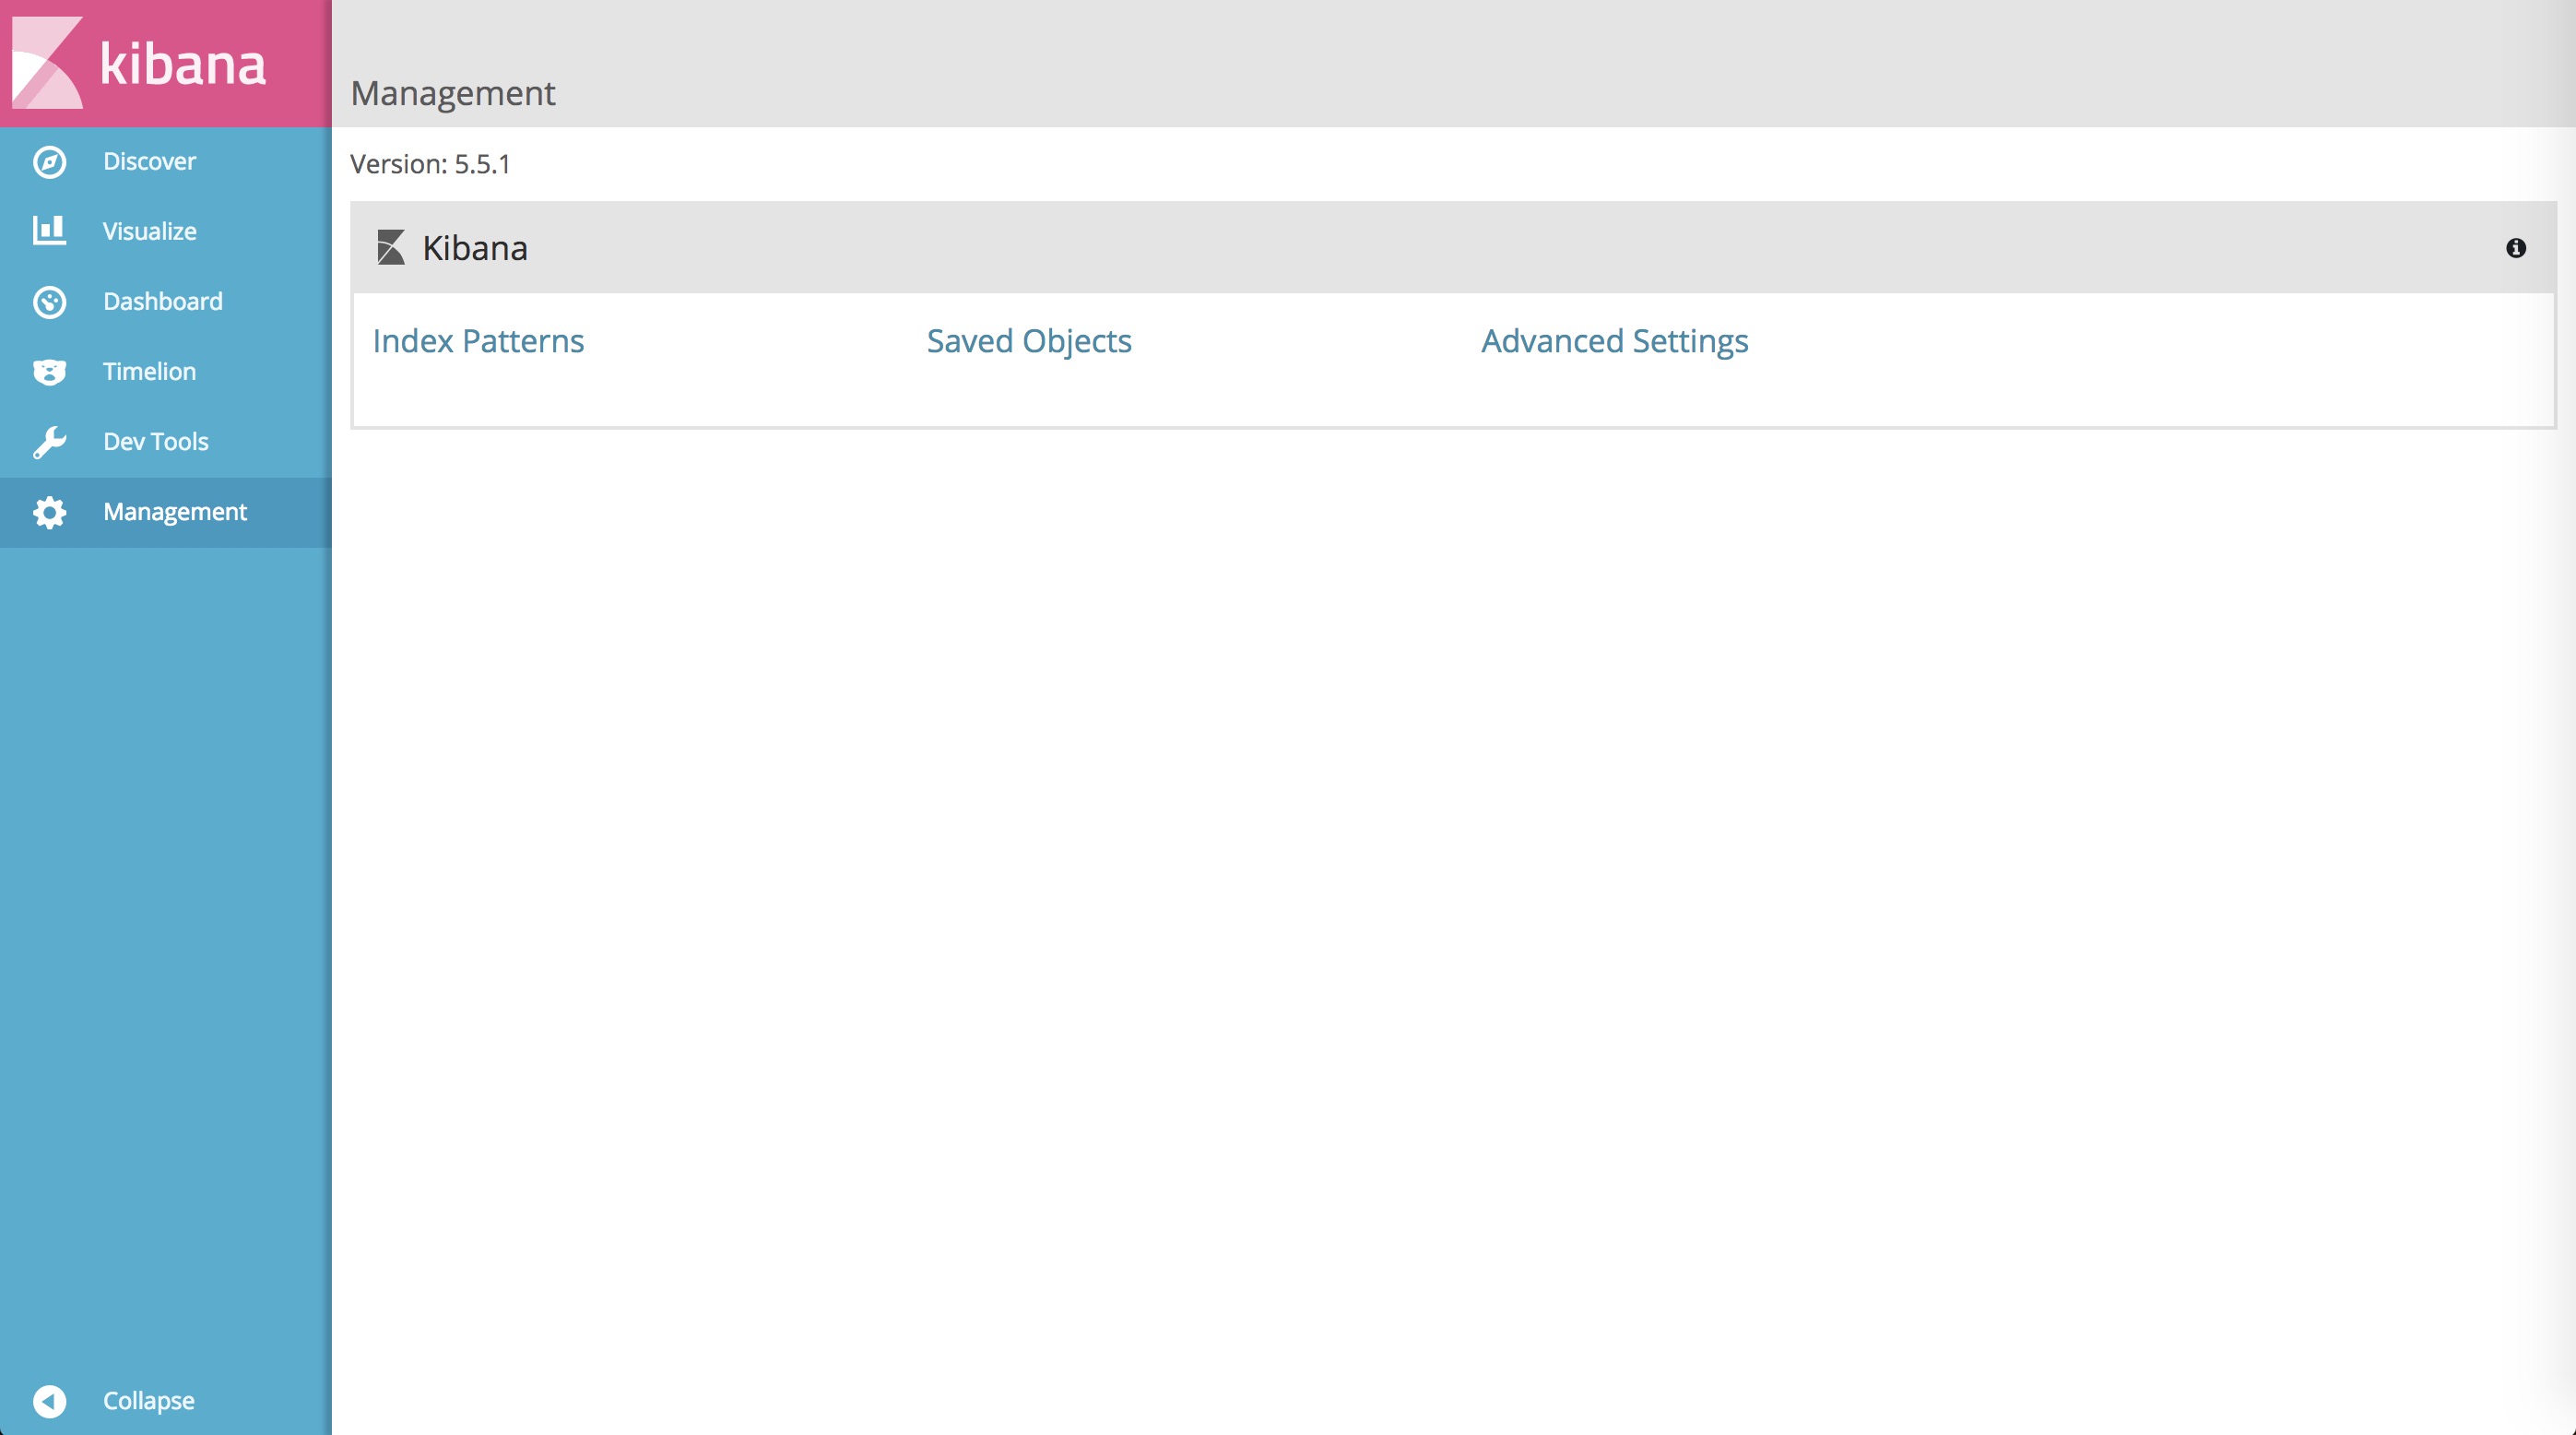 kibana
Discover
Visualize
Dashboard
Timelion
Dev Tools
Management
Collapse
Management
Version: 5.5.1
Kibana
Index Patterns
Saved Objects
Advanced Settings